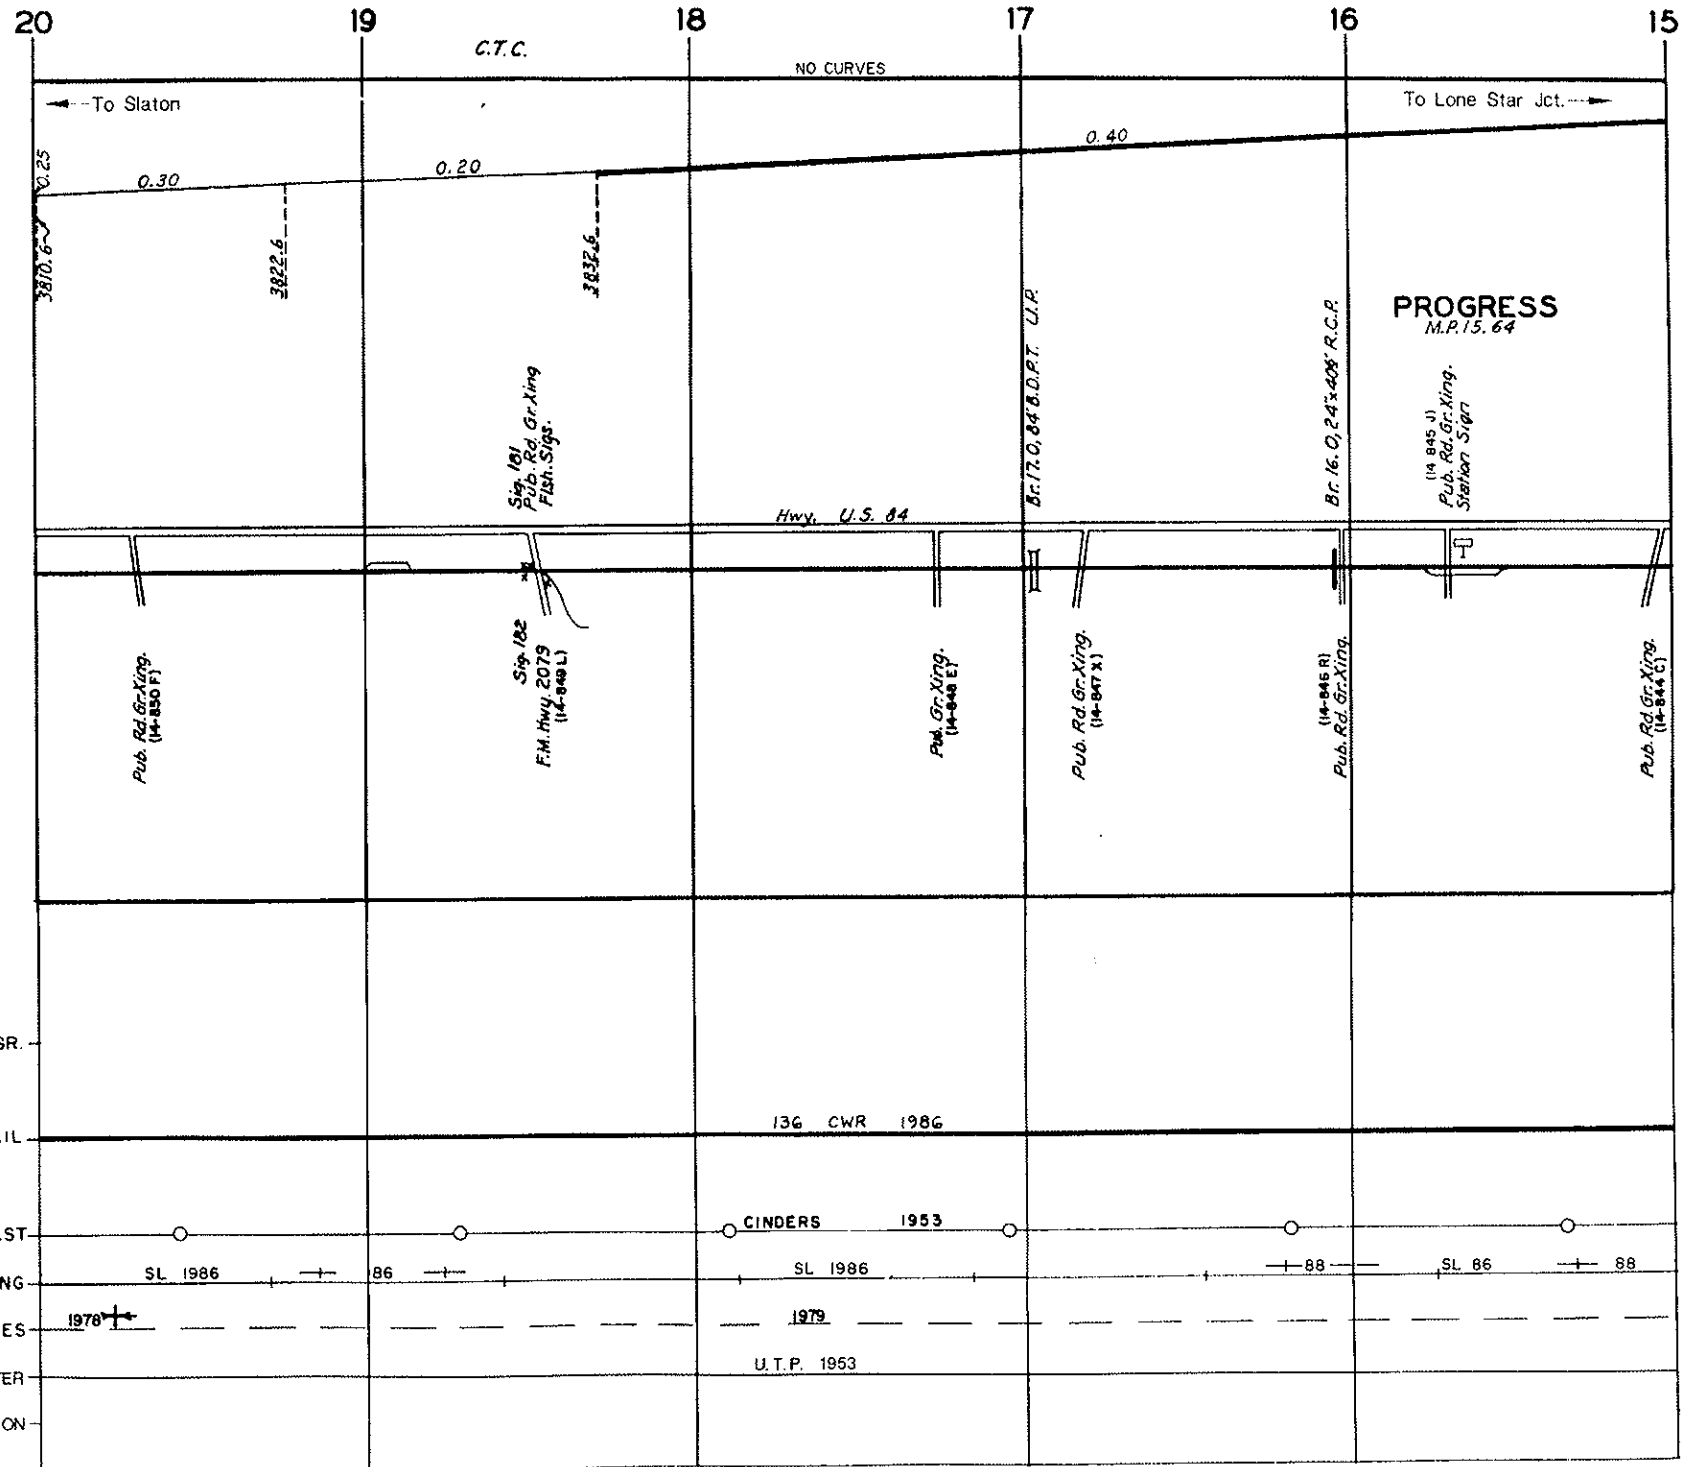 20 19 18 17 16 15
C.T.C.
NO CURVES
To Slaton
To Lone Star Jct.
0.25
0.30
0.20
0.40
3810.6
3822.6
3832.6
PROGRESS
M.P. 15.64
Sig. 181
Pub. Rd. Gr. Xing
Flsh. Sigs.
Br. 17.0, 84' B.D.P.T. U.P.
Br. 16.0, 24"x40' R.C.P.
(14 845 J)
Pub. Rd. Gr. Xing.
Station Sign
Hwy. U.S. 84
Pub. Rd. Gr. Xing.
(14-850 F)
Sig. 182
F.M. Hwy. 2079
(14-849 L)
Pub. Gr. Xing.
(14-848 E)
Pub. Rd. Gr. Xing.
(14-847 X)
(14-846 R)
Pub. Rd. Gr. Xing.
Pub. Rd. Gr. Xing.
(14-844 C)
GR.
IL
136 CWR 1986
ST
CINDERS 1953
NG
SL 1986 86 SL 1986 88 SL 86 88
ES
1978 1979
TER
U.T.P. 1953
ON